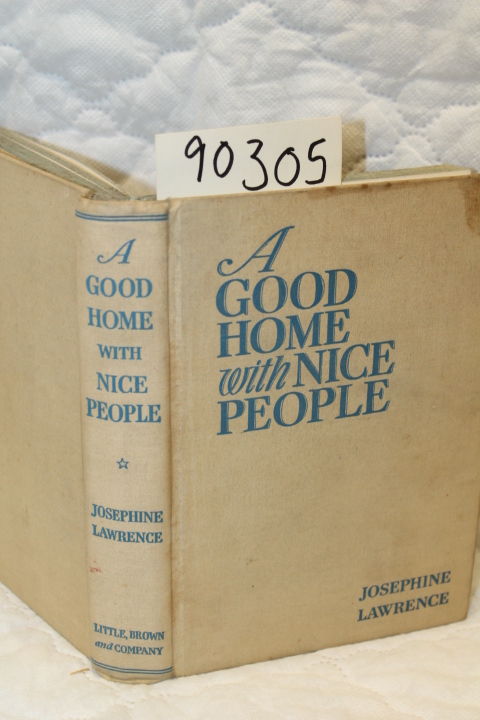 90305
A
GOOD
HOME
WITH
NICE
PEOPLE
JOSEPHINE
LAWRENCE
LITTLE, BROWN
and COMPANY
A
GOOD
HOME
with NICE
PEOPLE
JOSEPHINE
LAWRENCE